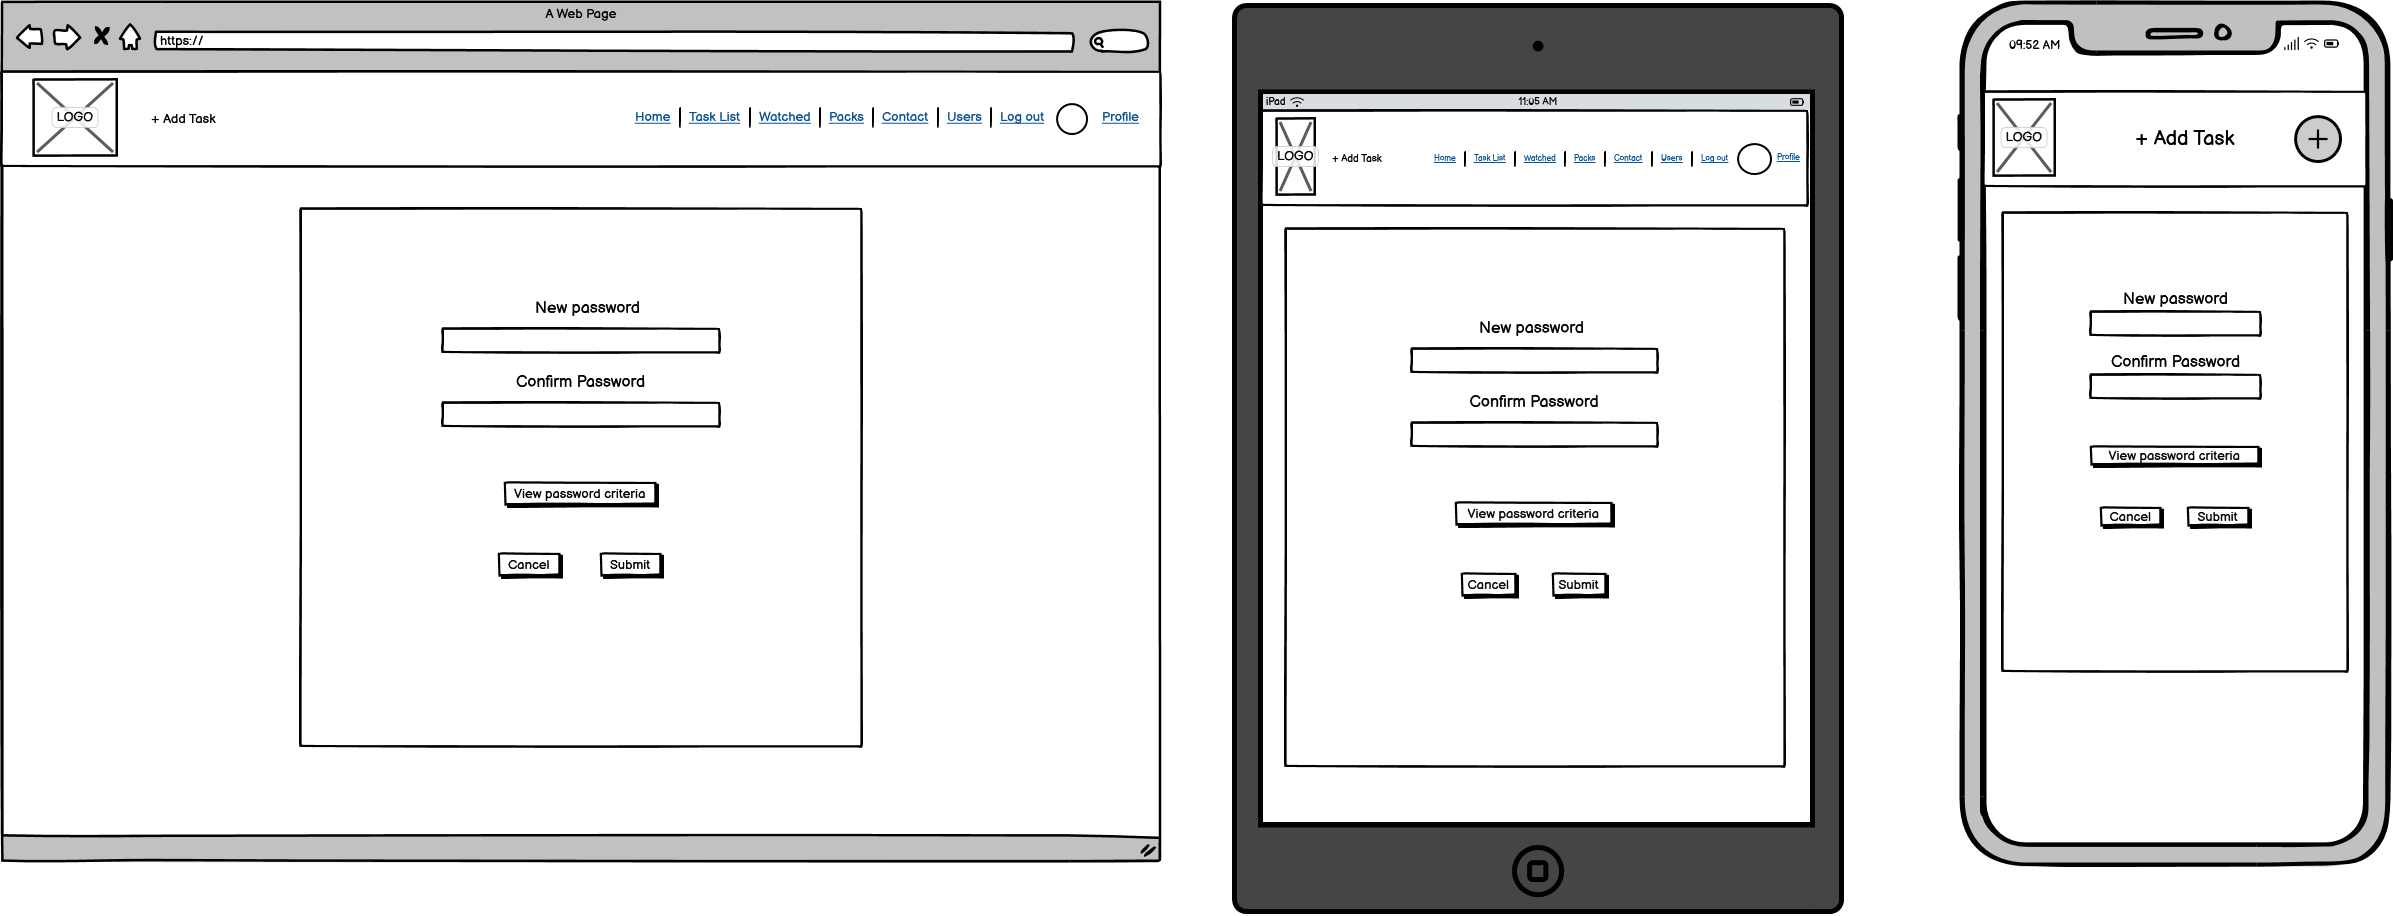 A Web Page
https://
LOGO
+ Add Task
Home
Task List
Watched
Packs
Contact
Users
Log out
Profile
New password
Confirm Password
View password criteria
Cancel
Submit
iPad
11:05 AM
LOGO
+ Add Task
Home
Task List
Watched
Packs
Contact
Users
Log out
Profile
New password
Confirm Password
View password criteria
Cancel
Submit
09:52 AM
LOGO
+ Add Task
New password
Confirm Password
View password criteria
Cancel
Submit